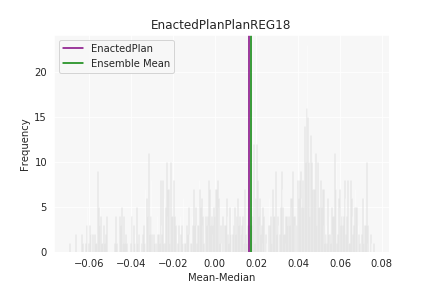 EnactedPlanPlanREG18
EnactedPlan
Ensemble Mean
20
15
10
5
0
Frequency
−0.06 −0.04 −0.02 0.00 0.02 0.04 0.06 0.08
Mean-Median